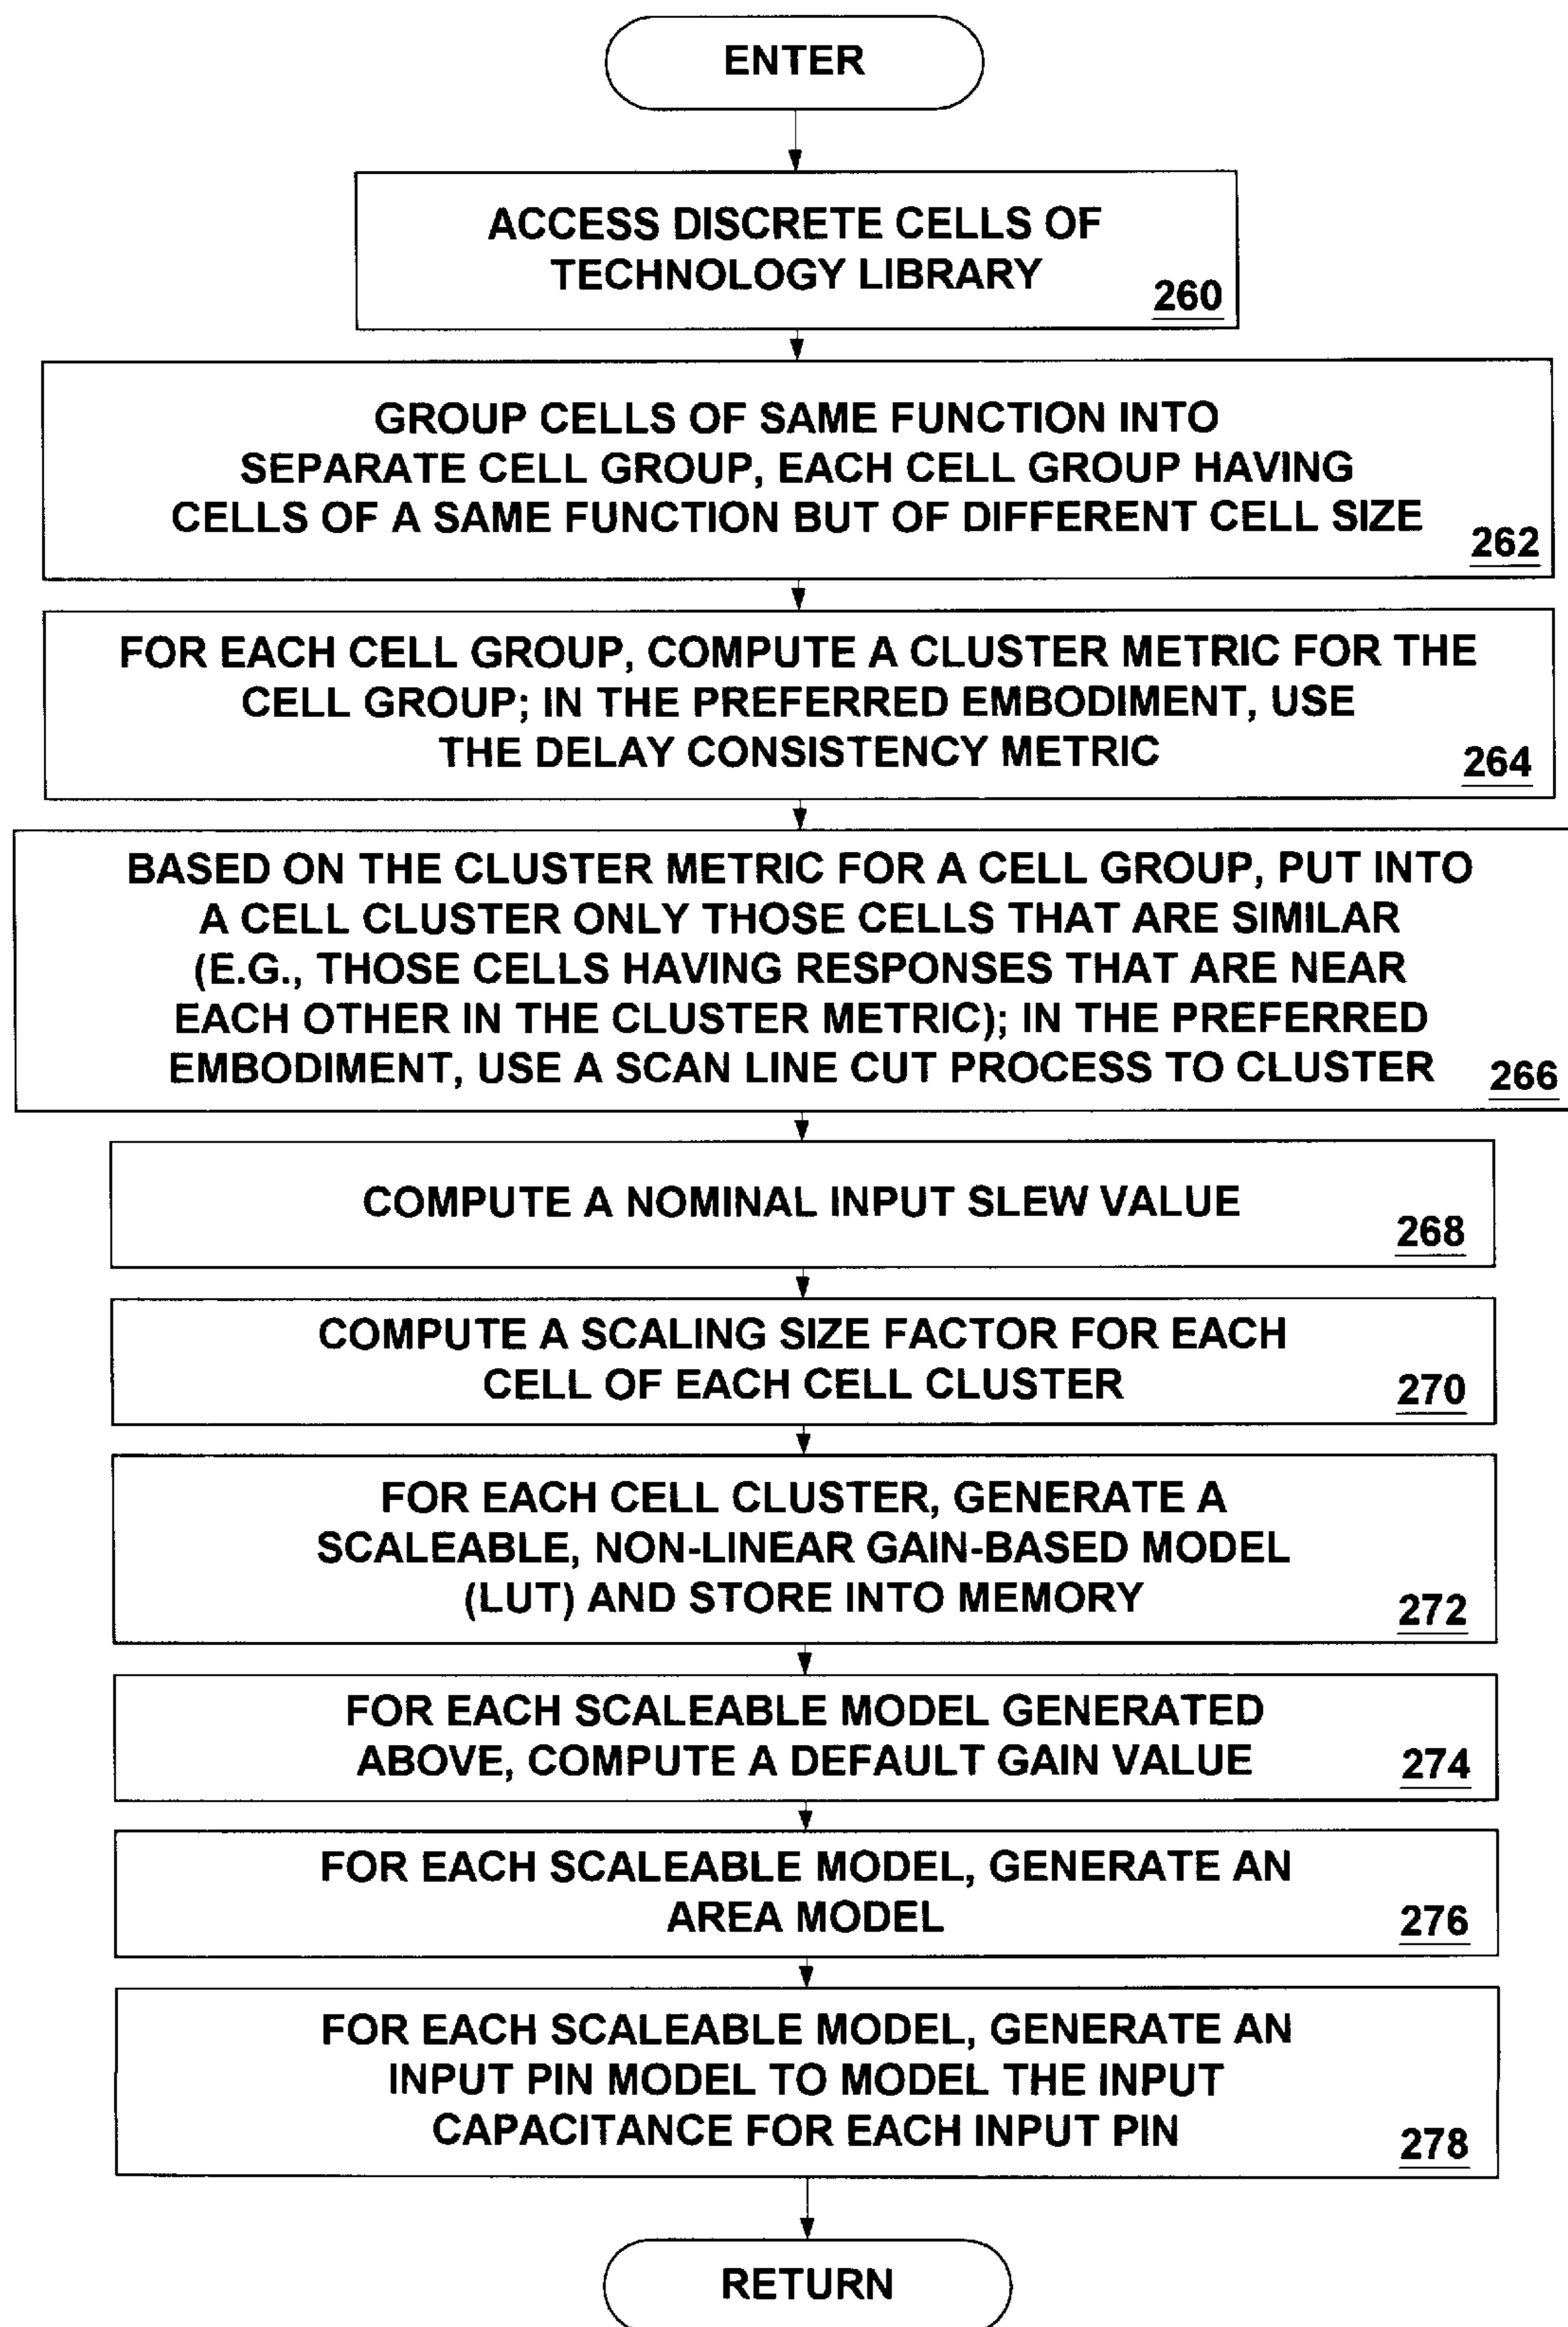 ENTER
ACCESS DISCRETE CELLS OF
TECHNOLOGY LIBRARY
260
GROUP CELLS OF SAME FUNCTION INTO
SEPARATE CELL GROUP, EACH CELL GROUP HAVING
CELLS OF A SAME FUNCTION BUT OF DIFFERENT CELL SIZE
262
FOR EACH CELL GROUP, COMPUTE A CLUSTER METRIC FOR THE
CELL GROUP; IN THE PREFERRED EMBODIMENT, USE
THE DELAY CONSISTENCY METRIC
264
BASED ON THE CLUSTER METRIC FOR A CELL GROUP, PUT INTO
A CELL CLUSTER ONLY THOSE CELLS THAT ARE SIMILAR
(E.G., THOSE CELLS HAVING RESPONSES THAT ARE NEAR
EACH OTHER IN THE CLUSTER METRIC); IN THE PREFERRED
EMBODIMENT, USE A SCAN LINE CUT PROCESS TO CLUSTER
266
COMPUTE A NOMINAL INPUT SLEW VALUE
268
COMPUTE A SCALING SIZE FACTOR FOR EACH
CELL OF EACH CELL CLUSTER
270
FOR EACH CELL CLUSTER, GENERATE A
SCALEABLE, NON-LINEAR GAIN-BASED MODEL
(LUT) AND STORE INTO MEMORY
272
FOR EACH SCALEABLE MODEL GENERATED
ABOVE, COMPUTE A DEFAULT GAIN VALUE
274
FOR EACH SCALEABLE MODEL, GENERATE AN
AREA MODEL
276
FOR EACH SCALEABLE MODEL, GENERATE AN
INPUT PIN MODEL TO MODEL THE INPUT
CAPACITANCE FOR EACH INPUT PIN
278
RETURN